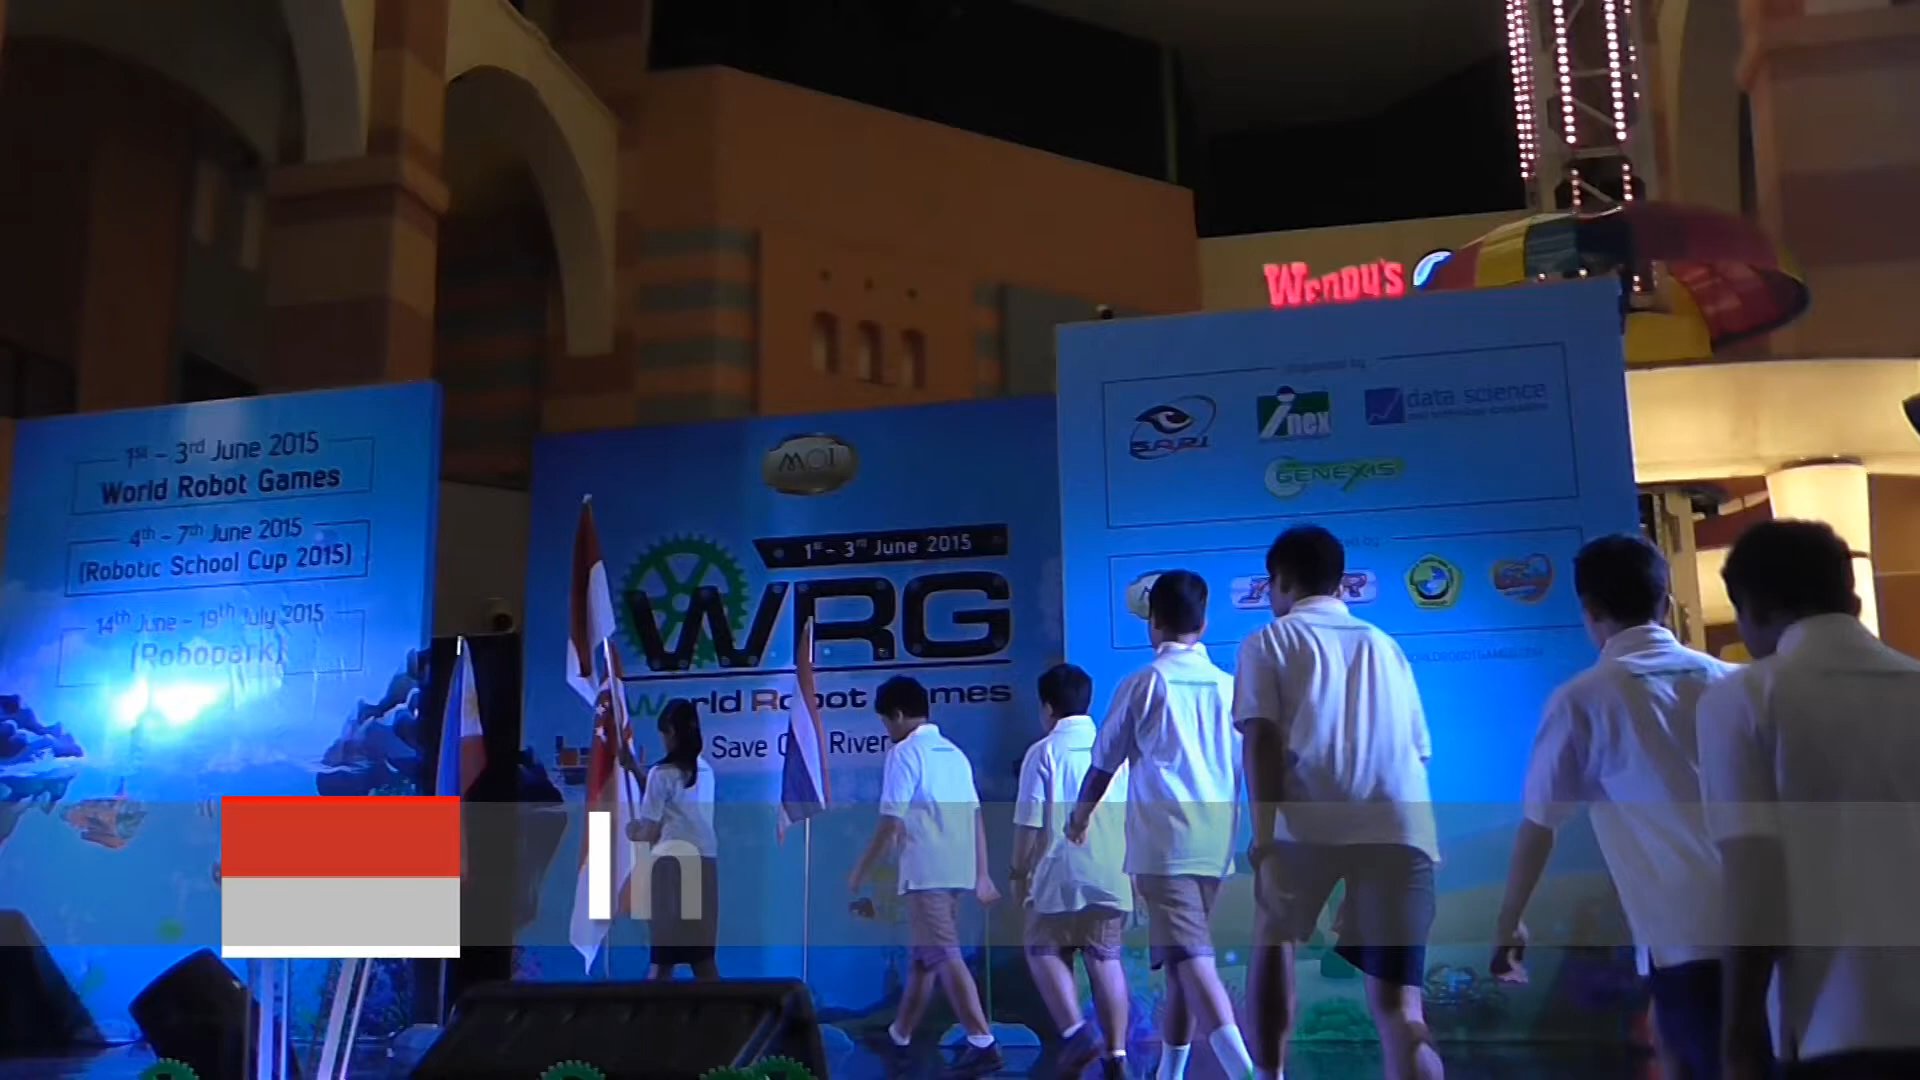 Wendy's
1st - 3rd June 2015
World Robot Games
4th - 7th June 2015
(Robotic School Cup 2015)
14th June - 19th July 2015
(Robopark)
MOI
1st - 3rd June 2015
WRG
World Robot Games
Save River
inex
data science
GENEXIS
In